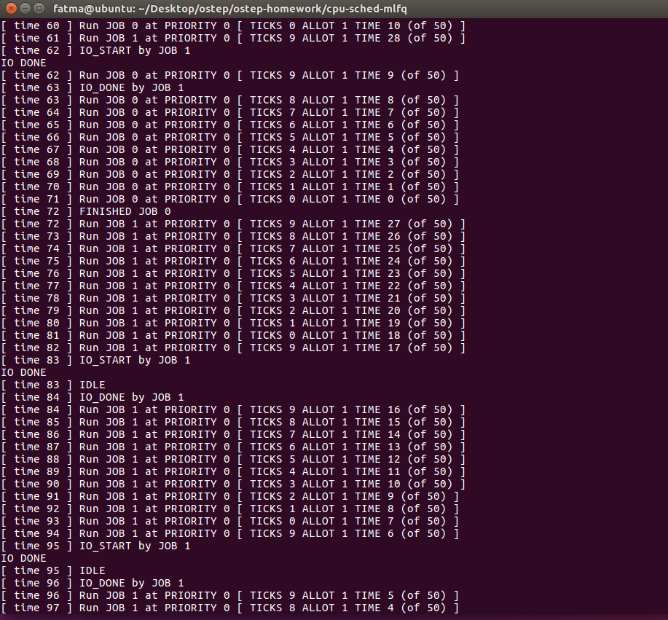 fatma@ubuntu: ~/Desktop/ostep/ostep-homework/cpu-sched-mlfq
[ time 60 ] Run JOB 0 at PRIORITY 0 [ TICKS 0 ALLOT 1 TIME 10 (of 50) ]
[ time 61 ] Run JOB 1 at PRIORITY 0 [ TICKS 9 ALLOT 1 TIME 28 (of 50) ]
[ time 62 ] IO_START by JOB 1
IO DONE
[ time 62 ] Run JOB 0 at PRIORITY 0 [ TICKS 9 ALLOT 1 TIME 9 (of 50) ]
[ time 63 ] IO_DONE by JOB 1
[ time 63 ] Run JOB 0 at PRIORITY 0 [ TICKS 8 ALLOT 1 TIME 8 (of 50) ]
[ time 64 ] Run JOB 0 at PRIORITY 0 [ TICKS 7 ALLOT 1 TIME 7 (of 50) ]
[ time 65 ] Run JOB 0 at PRIORITY 0 [ TICKS 6 ALLOT 1 TIME 6 (of 50) ]
[ time 66 ] Run JOB 0 at PRIORITY 0 [ TICKS 5 ALLOT 1 TIME 5 (of 50) ]
[ time 67 ] Run JOB 0 at PRIORITY 0 [ TICKS 4 ALLOT 1 TIME 4 (of 50) ]
[ time 68 ] Run JOB 0 at PRIORITY 0 [ TICKS 3 ALLOT 1 TIME 3 (of 50) ]
[ time 69 ] Run JOB 0 at PRIORITY 0 [ TICKS 2 ALLOT 1 TIME 2 (of 50) ]
[ time 70 ] Run JOB 0 at PRIORITY 0 [ TICKS 1 ALLOT 1 TIME 1 (of 50) ]
[ time 71 ] Run JOB 0 at PRIORITY 0 [ TICKS 0 ALLOT 1 TIME 0 (of 50) ]
[ time 72 ] FINISHED JOB 0
[ time 72 ] Run JOB 1 at PRIORITY 0 [ TICKS 9 ALLOT 1 TIME 27 (of 50) ]
[ time 73 ] Run JOB 1 at PRIORITY 0 [ TICKS 8 ALLOT 1 TIME 26 (of 50) ]
[ time 74 ] Run JOB 1 at PRIORITY 0 [ TICKS 7 ALLOT 1 TIME 25 (of 50) ]
[ time 75 ] Run JOB 1 at PRIORITY 0 [ TICKS 6 ALLOT 1 TIME 24 (of 50) ]
[ time 76 ] Run JOB 1 at PRIORITY 0 [ TICKS 5 ALLOT 1 TIME 23 (of 50) ]
[ time 77 ] Run JOB 1 at PRIORITY 0 [ TICKS 4 ALLOT 1 TIME 22 (of 50) ]
[ time 78 ] Run JOB 1 at PRIORITY 0 [ TICKS 3 ALLOT 1 TIME 21 (of 50) ]
[ time 79 ] Run JOB 1 at PRIORITY 0 [ TICKS 2 ALLOT 1 TIME 20 (of 50) ]
[ time 80 ] Run JOB 1 at PRIORITY 0 [ TICKS 1 ALLOT 1 TIME 19 (of 50) ]
[ time 81 ] Run JOB 1 at PRIORITY 0 [ TICKS 0 ALLOT 1 TIME 18 (of 50) ]
[ time 82 ] Run JOB 1 at PRIORITY 0 [ TICKS 9 ALLOT 1 TIME 17 (of 50) ]
[ time 83 ] IO_START by JOB 1
IO DONE
[ time 83 ] IDLE
[ time 84 ] IO_DONE by JOB 1
[ time 84 ] Run JOB 1 at PRIORITY 0 [ TICKS 9 ALLOT 1 TIME 16 (of 50) ]
[ time 85 ] Run JOB 1 at PRIORITY 0 [ TICKS 8 ALLOT 1 TIME 15 (of 50) ]
[ time 86 ] Run JOB 1 at PRIORITY 0 [ TICKS 7 ALLOT 1 TIME 14 (of 50) ]
[ time 87 ] Run JOB 1 at PRIORITY 0 [ TICKS 6 ALLOT 1 TIME 13 (of 50) ]
[ time 88 ] Run JOB 1 at PRIORITY 0 [ TICKS 5 ALLOT 1 TIME 12 (of 50) ]
[ time 89 ] Run JOB 1 at PRIORITY 0 [ TICKS 4 ALLOT 1 TIME 11 (of 50) ]
[ time 90 ] Run JOB 1 at PRIORITY 0 [ TICKS 3 ALLOT 1 TIME 10 (of 50) ]
[ time 91 ] Run JOB 1 at PRIORITY 0 [ TICKS 2 ALLOT 1 TIME 9 (of 50) ]
[ time 92 ] Run JOB 1 at PRIORITY 0 [ TICKS 1 ALLOT 1 TIME 8 (of 50) ]
[ time 93 ] Run JOB 1 at PRIORITY 0 [ TICKS 0 ALLOT 1 TIME 7 (of 50) ]
[ time 94 ] Run JOB 1 at PRIORITY 0 [ TICKS 9 ALLOT 1 TIME 6 (of 50) ]
[ time 95 ] IO_START by JOB 1
IO DONE
[ time 95 ] IDLE
[ time 96 ] IO_DONE by JOB 1
[ time 96 ] Run JOB 1 at PRIORITY 0 [ TICKS 9 ALLOT 1 TIME 5 (of 50) ]
[ time 97 ] Run JOB 1 at PRIORITY 0 [ TICKS 8 ALLOT 1 TIME 4 (of 50) ]